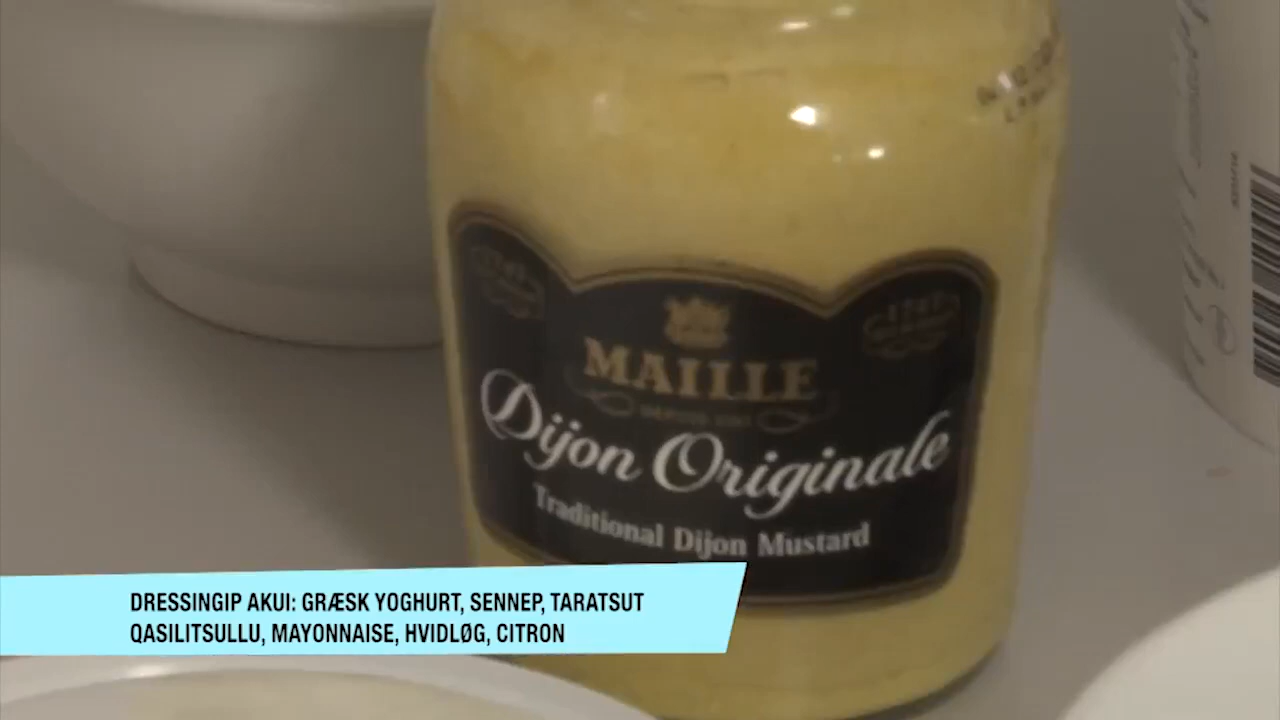 MAILLE
Dijon Originale
Traditional Dijon Mustard
DRESSINGIP AKUI: GRÆSK YOGHURT, SENNEP, TARATSUT
QASILITSULLU, MAYONNAISE, HVIDLØG, CITRON